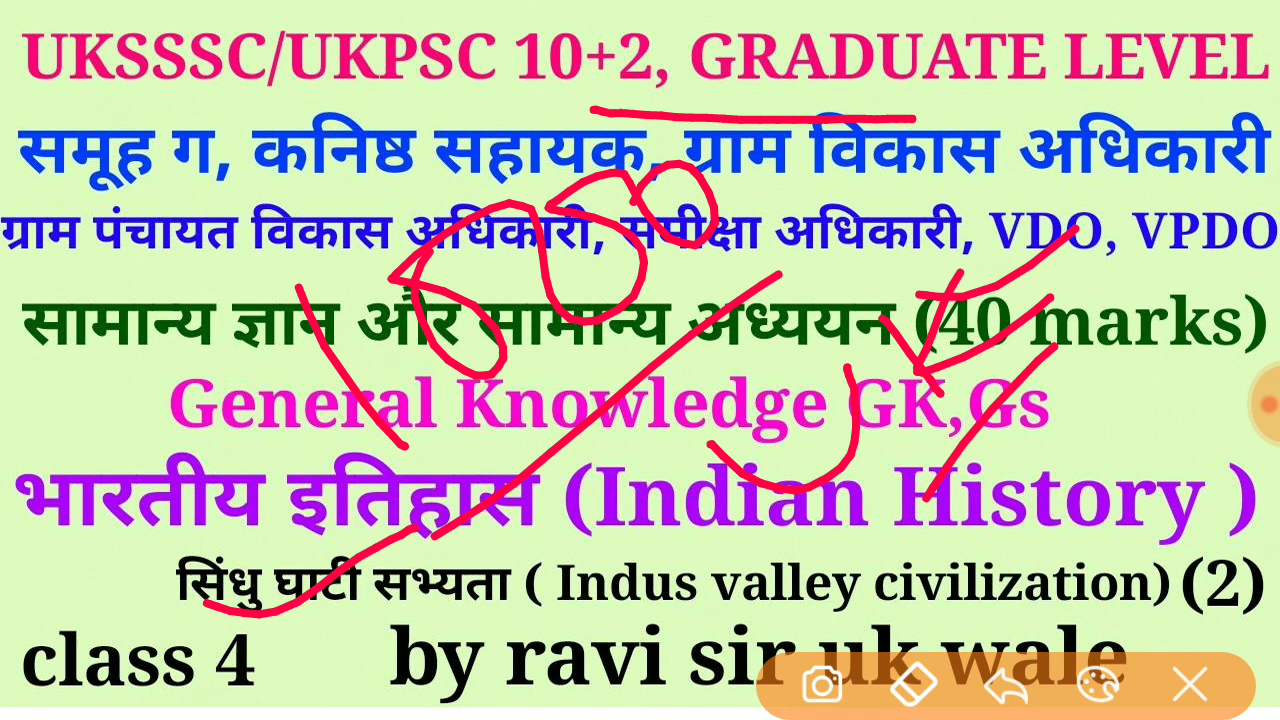 UKSSSC/UKPSC 10+2, GRADUATE LEVEL
समूह ग, कनिष्ठ सहायक, ग्राम विकास अधिकारी
ग्राम पंचायत विकास अधिकारी, समीक्षा अधिकारी, VDO, VPDO
सामान्य ज्ञान और सामान्य अध्ययन (40 marks)
General Knowledge GK,Gs
भारतीय इतिहास (Indian History )
सिंधु घाटी सभ्यता ( Indus valley civilization) (2)
class 4 by ravi sir uk wale